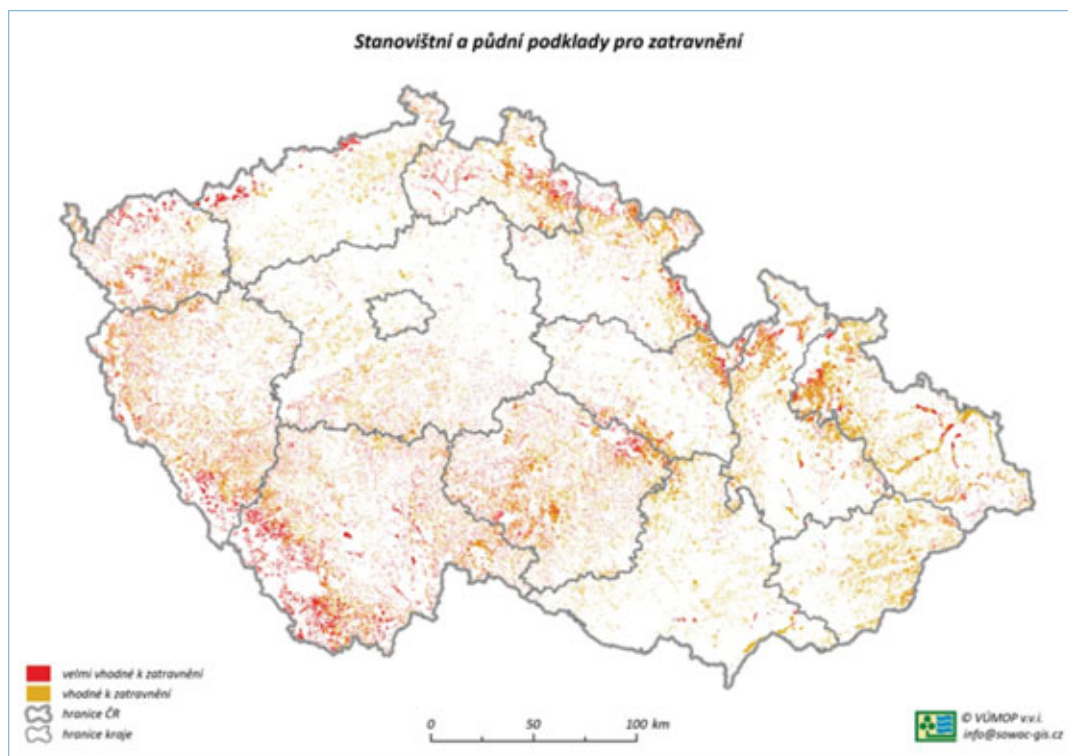 Stanovištní a půdní podklady pro zatravnění
velmi vhodné k zatravnění
vhodné k zatravnění
hranice ČR
hranice kraje
0 50 100 km
© VÚMOP v.v.i.
info@sowac-gis.cz